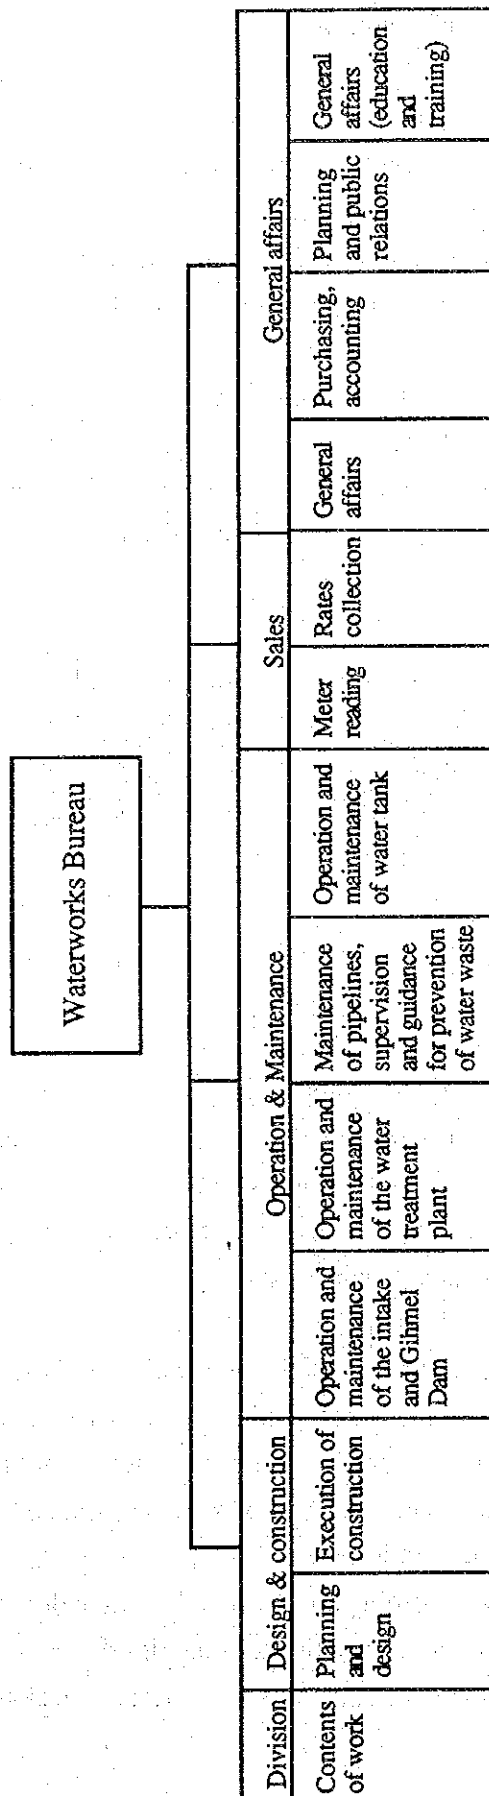 Waterworks Bureau
Division
Design & construction
Operation & Maintenance
Sales
General affairs
Contents
of work
Planning
and
design
Execution of
construction
Operation and
maintenance
of the intake
and Gihmel
Dam
Operation and
maintenance
of the water
treatment
plant
Maintenance
of pipelines,
supervision
and guidance
for prevention
of water waste
Operation and
maintenance
of water tank
Meter
reading
Rates
collection
General
affairs
Purchasing,
accounting
Planning
and public
relations
General
affairs
(education
and
training)